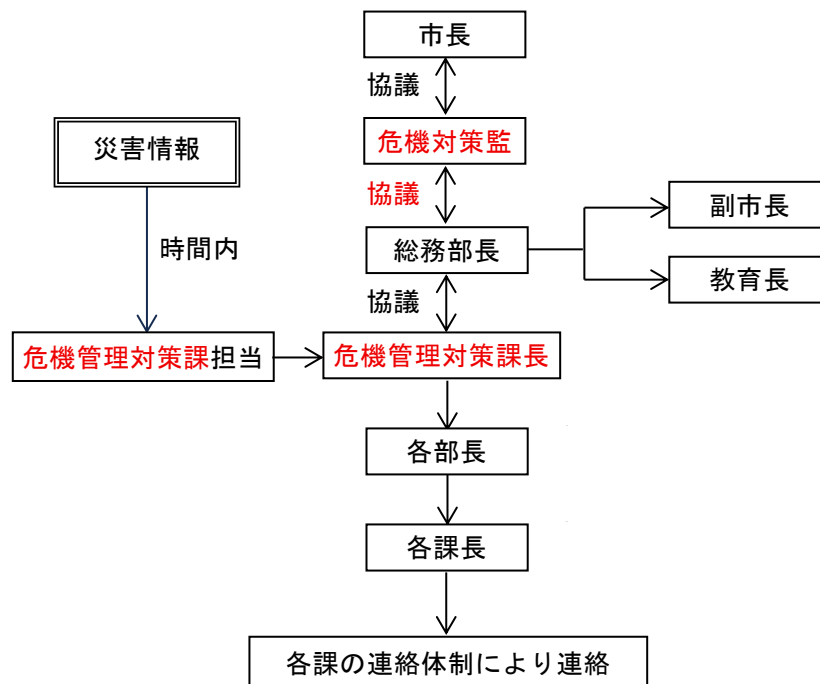 市長
協議
危機対策監
災害情報
協議
副市長
総務部長
時間内
教育長
協議
危機管理対策課担当
危機管理対策課長
各部長
各課長
各課の連絡体制により連絡